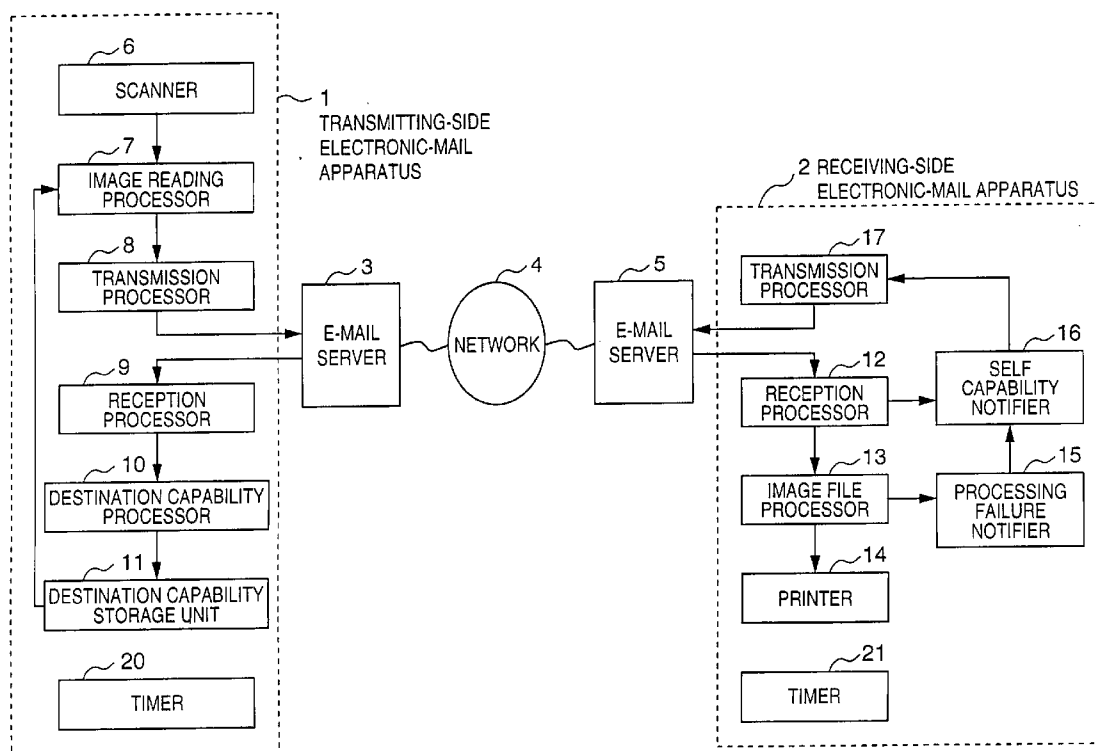 6
SCANNER
1
TRANSMITTING-SIDE
ELECTRONIC-MAIL
APPARATUS
7
IMAGE READING
PROCESSOR
8
TRANSMISSION
PROCESSOR
9
RECEPTION
PROCESSOR
10
DESTINATION CAPABILITY
PROCESSOR
11
DESTINATION CAPABILITY
STORAGE UNIT
20
TIMER
3
E-MAIL
SERVER
4
NETWORK
5
E-MAIL
SERVER
2 RECEIVING-SIDE
ELECTRONIC-MAIL APPARATUS
17
TRANSMISSION
PROCESSOR
16
SELF
CAPABILITY
NOTIFIER
12
RECEPTION
PROCESSOR
13
IMAGE FILE
PROCESSOR
15
PROCESSING
FAILURE
NOTIFIER
14
PRINTER
21
TIMER